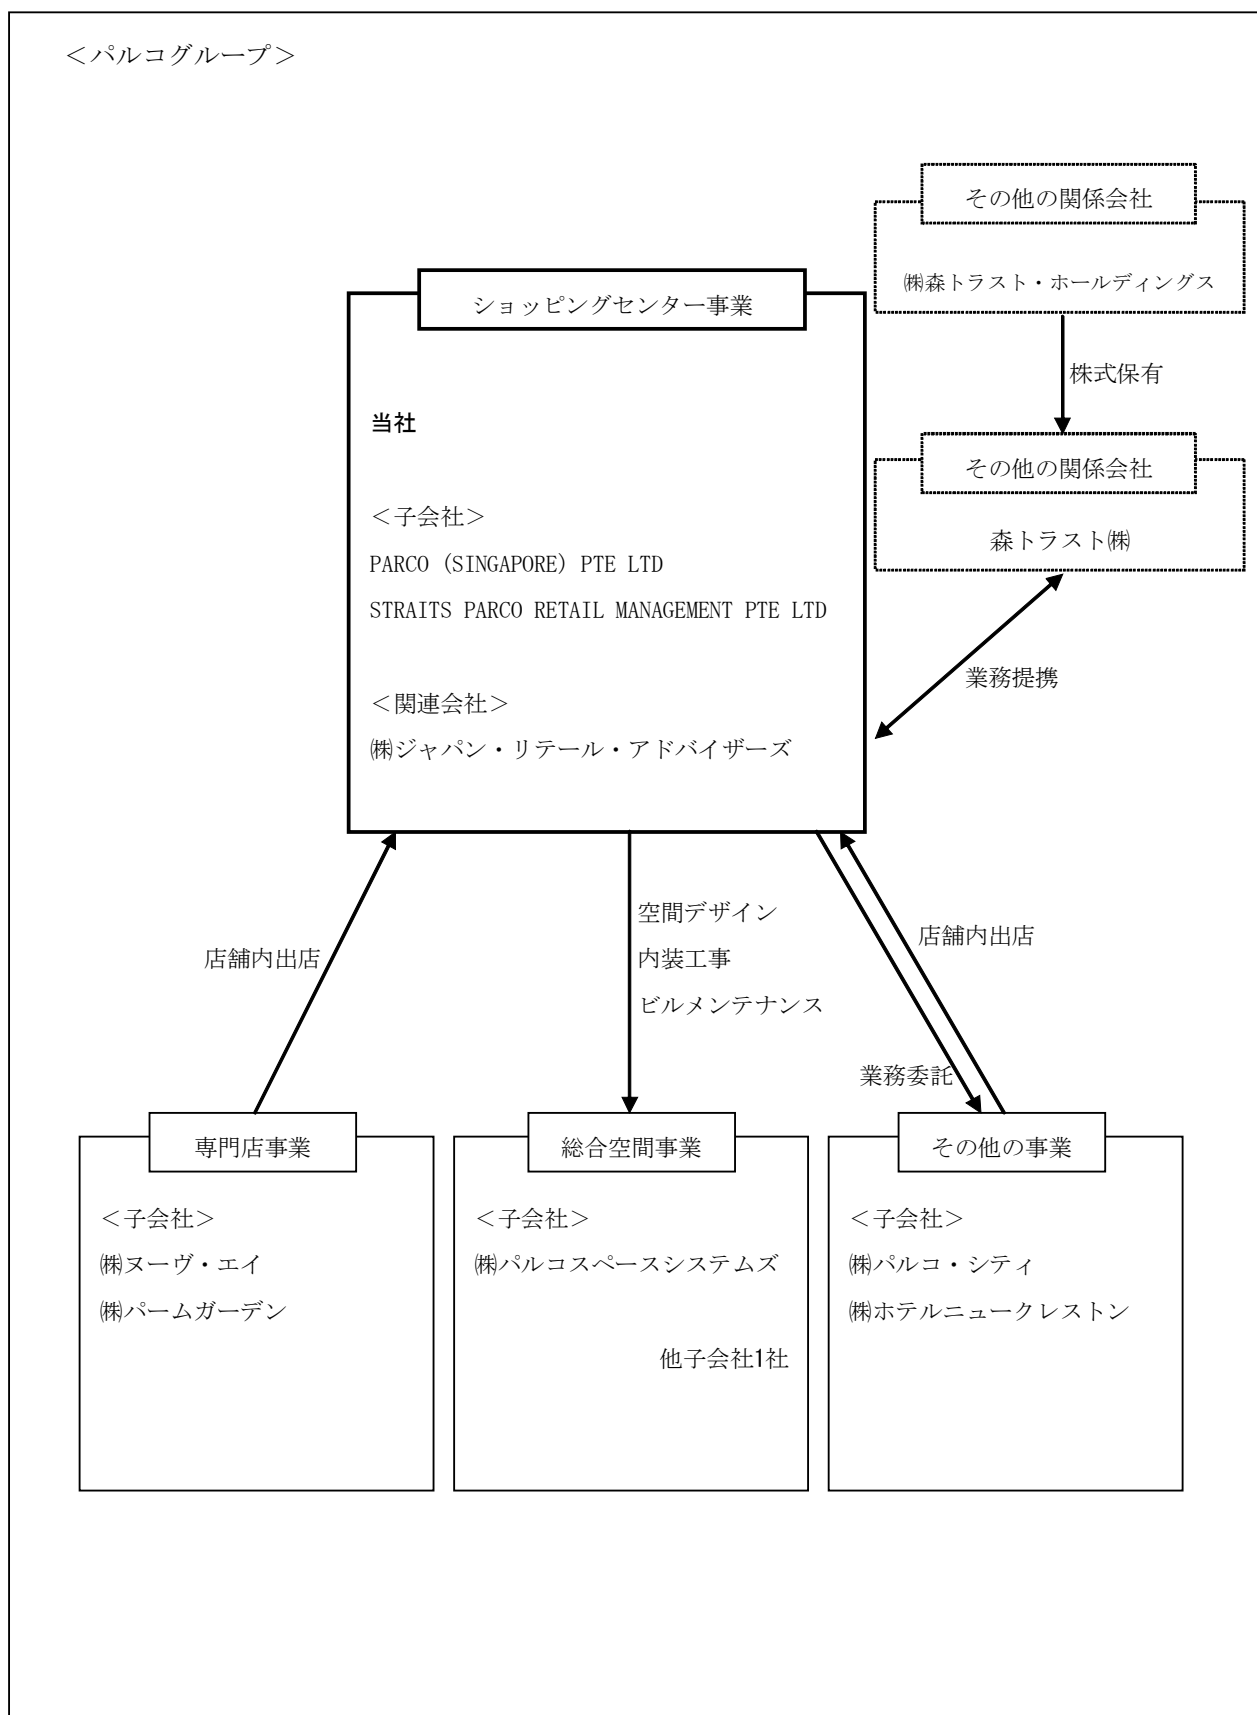 ＜パルコグループ＞
その他の関係会社
㈱森トラスト・ホールディングス
株式保有
その他の関係会社
森トラスト㈱
業務提携
ショッピングセンター事業
当社
＜子会社＞
PARCO (SINGAPORE) PTE LTD
STRAITS PARCO RETAIL MANAGEMENT PTE LTD
＜関連会社＞
㈱ジャパン・リテール・アドバイザーズ
店舗内出店
空間デザイン
内装工事
ビルメンテナンス
店舗内出店
業務委託
専門店事業
＜子会社＞
㈱ヌーヴ・エイ
㈱パームガーデン
総合空間事業
＜子会社＞
㈱パルコスペースシステムズ
他子会社1社
その他の事業
＜子会社＞
㈱パルコ・シティ
㈱ホテルニュークレストン